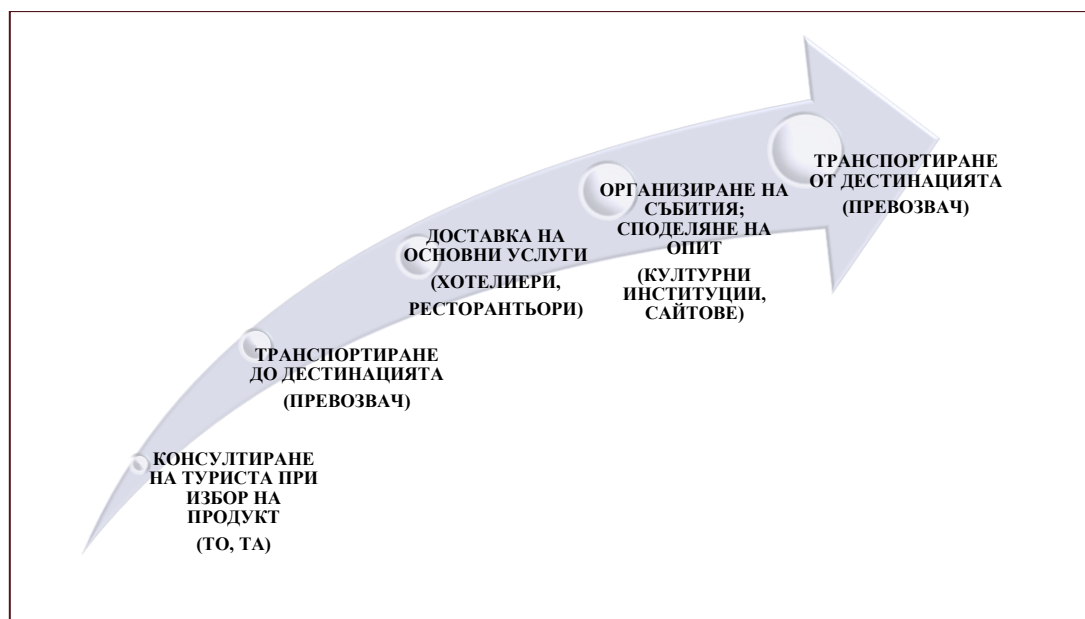 КОНСУЛТИРАНЕ
НА ТУРИСТА ПРИ
ИЗБОР НА
ПРОДУКТ
(ТО, ТА)
ТРАНСПОРТИРАНЕ
ДО ДЕСТИНАЦИЯТА
(ПРЕВОЗВАЧ)
ДОСТАВКА НА
ОСНОВНИ УСЛУГИ
(ХОТЕЛИЕРИ,
РЕСТОРАНТЬОРИ)
ОРГАНИЗИРАНЕ НА
СЪБИТИЯ;
СПОДЕЛЯНЕ НА
ОПИТ
(КУЛТУРНИ
ИНСТИТУЦИИ,
САЙТОВЕ)
ТРАНСПОРТИРАНЕ
ОТ ДЕСТИНАЦИЯТА
(ПРЕВОЗВАЧ)